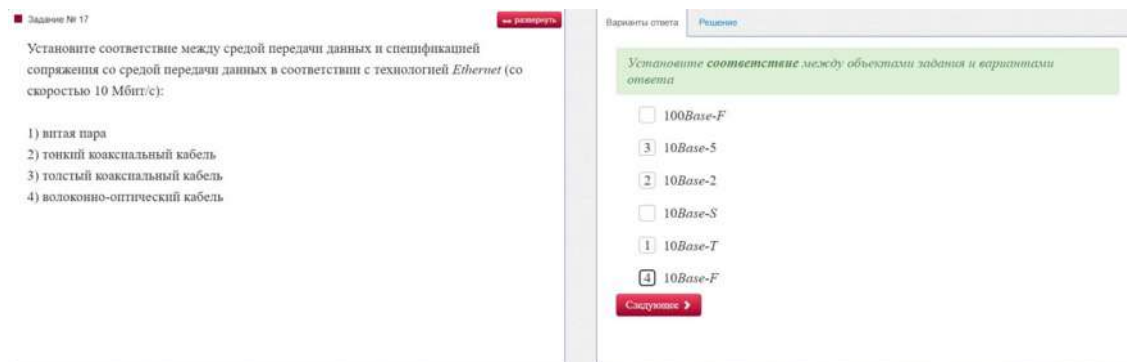 Задание № 17
развернуть
Установите соответствие между средой передачи данных и спецификацией
сопряжения со средой передачи данных в соответствии с технологией Ethernet (со
скоростью 10 Мбит/с):
1) витая пара
2) тонкий коаксиальный кабель
3) толстый коаксиальный кабель
4) волоконно-оптический кабель
Варианты ответа
Решение
Установите соответствие между объектами задания и вариантами
ответа
100Base-F
3 10Base-5
2 10Base-2
10Base-S
1 10Base-T
4 10Base-F
Следующее